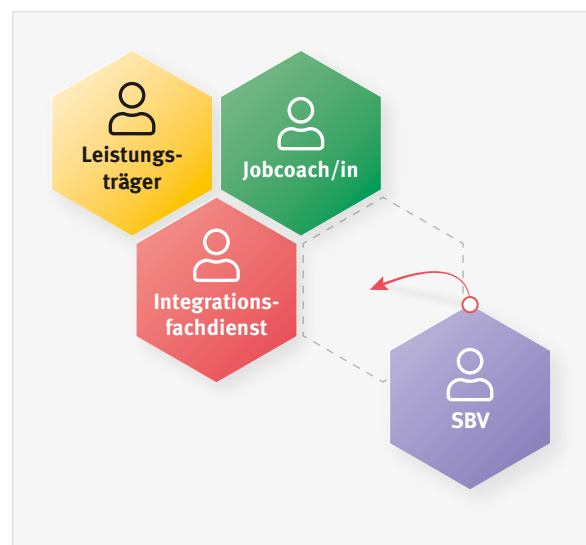 Leistungs-
träger
Jobcoach/in
Integrations-
fachdienst
SBV